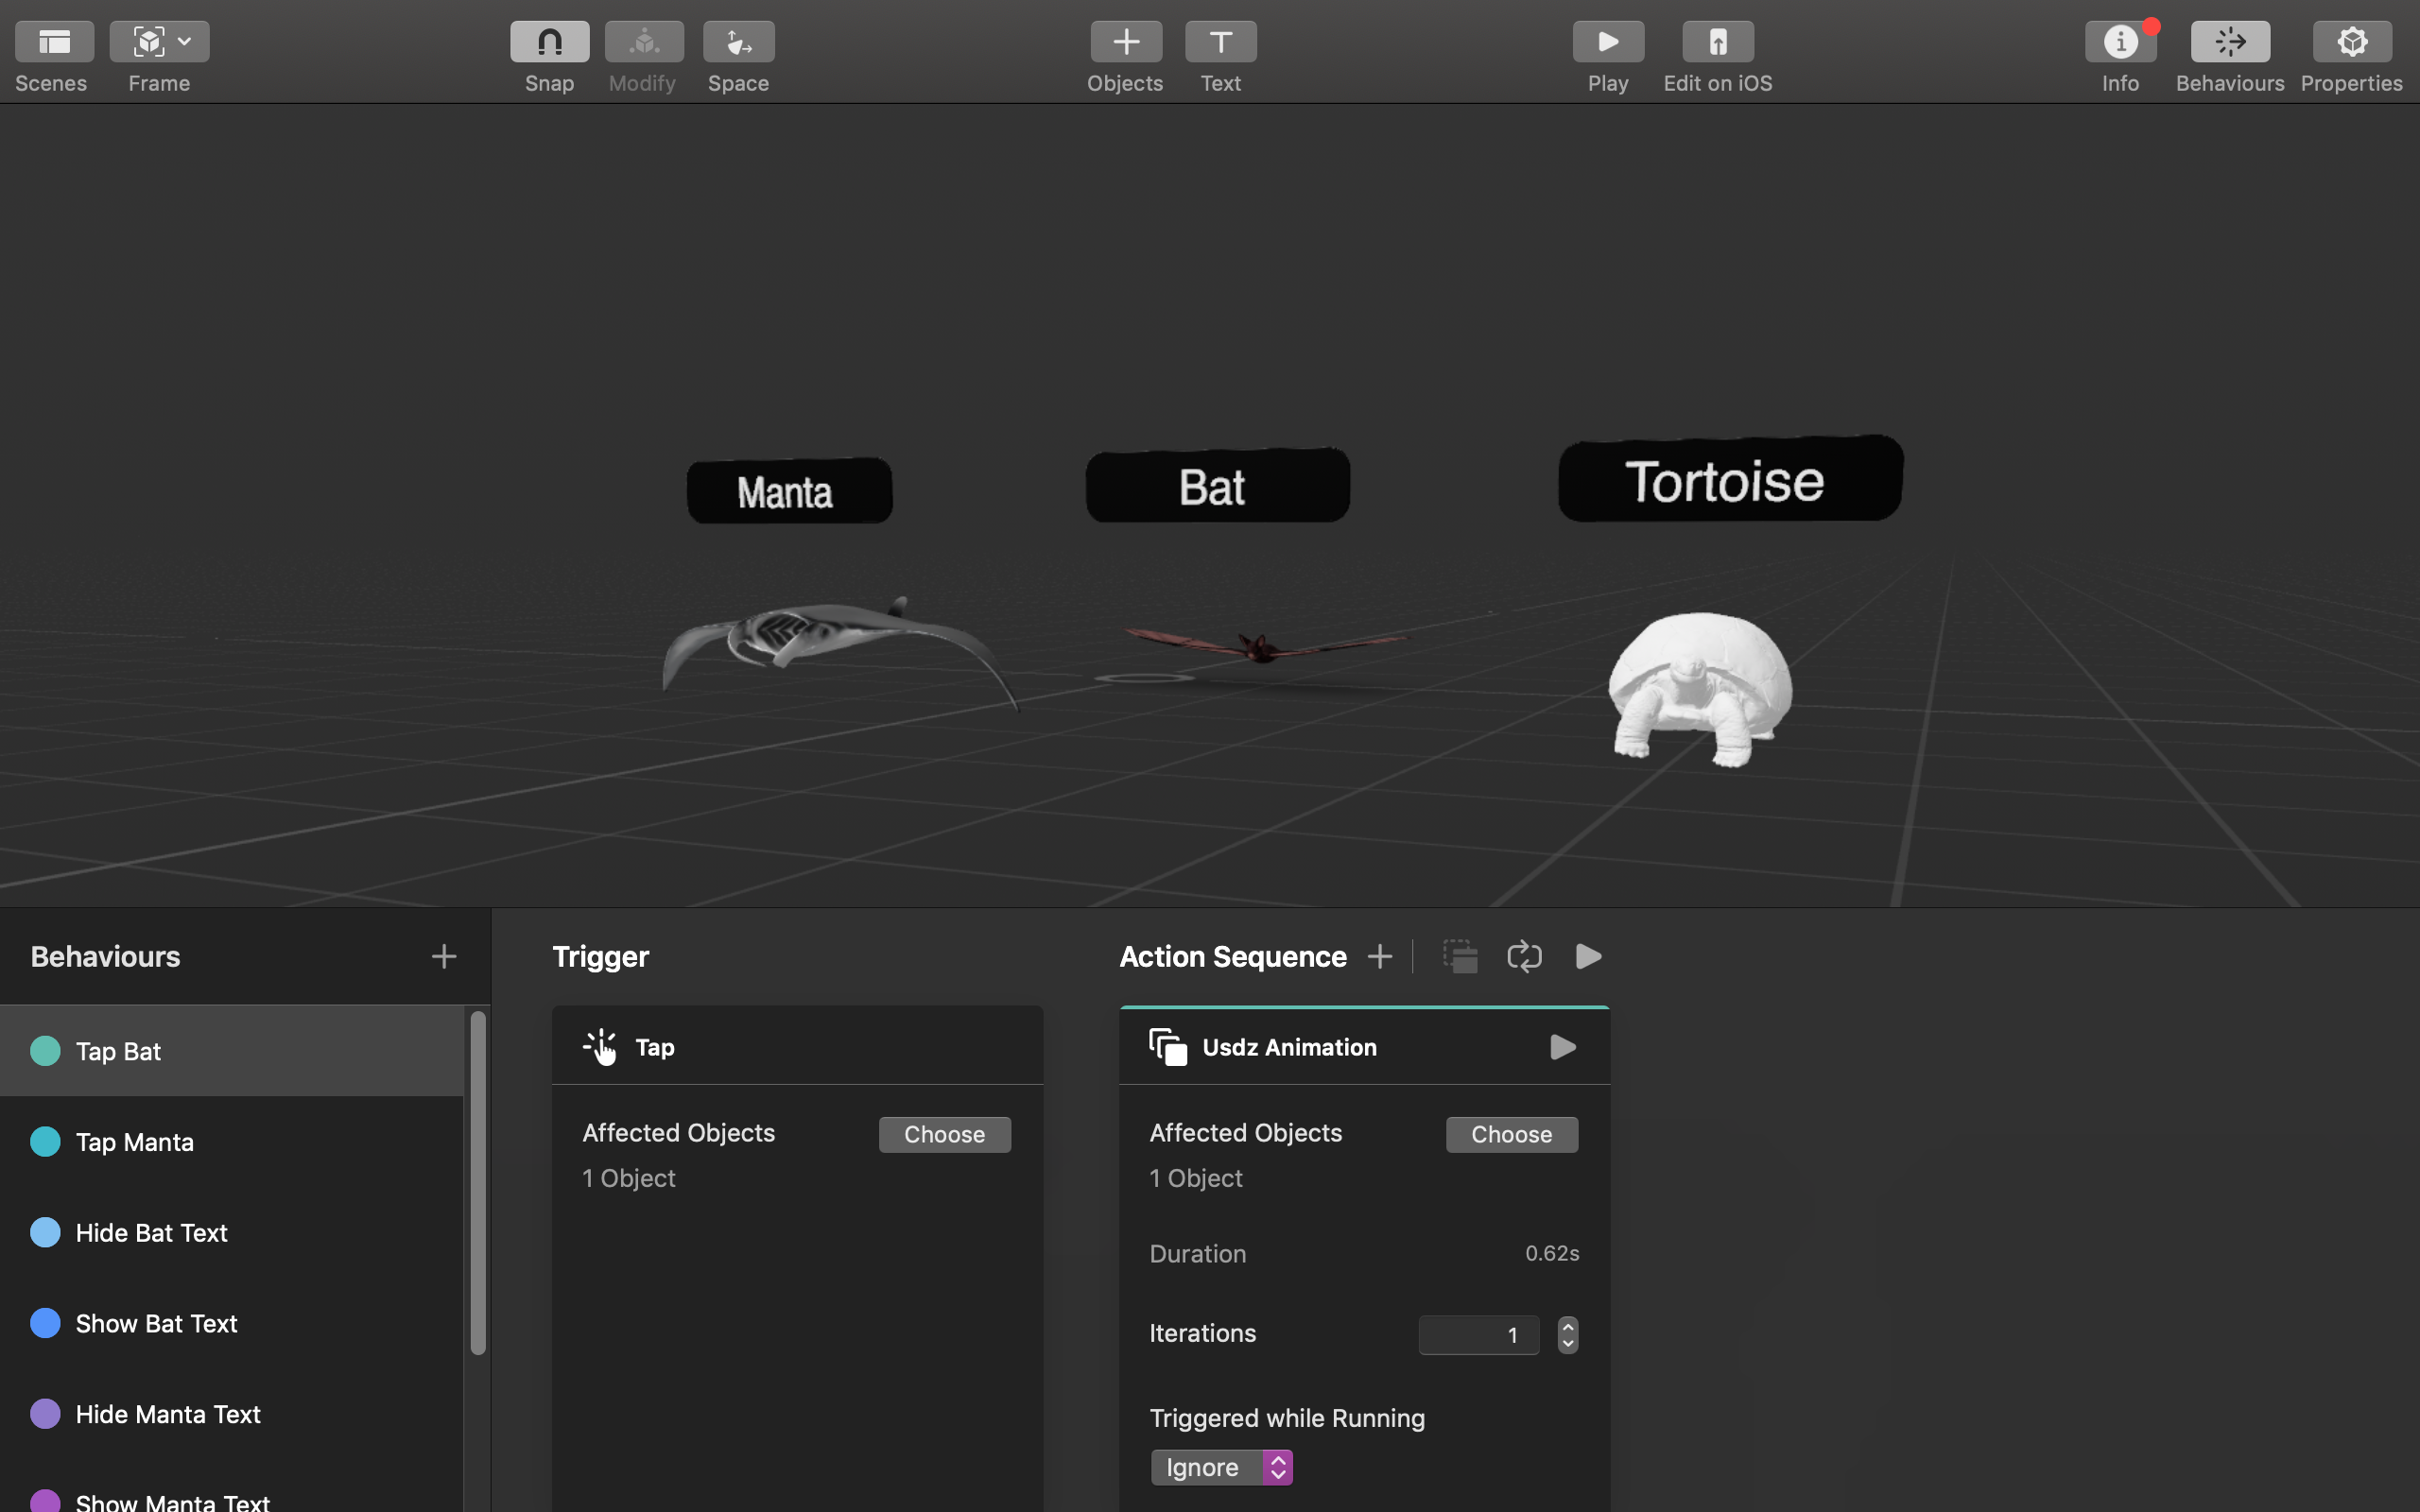 Scenes
Frame
Snap
Modify
Space
Objects
Text
Play
Edit on iOS
Info
Behaviours
Properties
Manta
Bat
Tortoise
Behaviours
Tap Bat
Tap Manta
Hide Bat Text
Show Bat Text
Hide Manta Text
Show Manta Text
Trigger
Tap
Affected Objects
Choose
1 Object
Action Sequence
Usdz Animation
Affected Objects
Choose
1 Object
Duration 0.62s
Iterations 1
Triggered while Running
Ignore